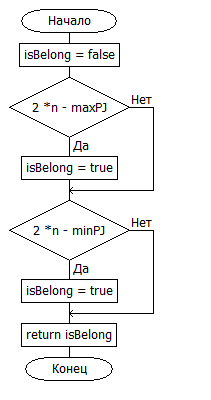 Начало
isBelong = false
2 *n - maxPJ
Нет
Да
isBelong = true
2 *n - minPJ
Нет
Да
isBelong = true
return isBelong
Конец